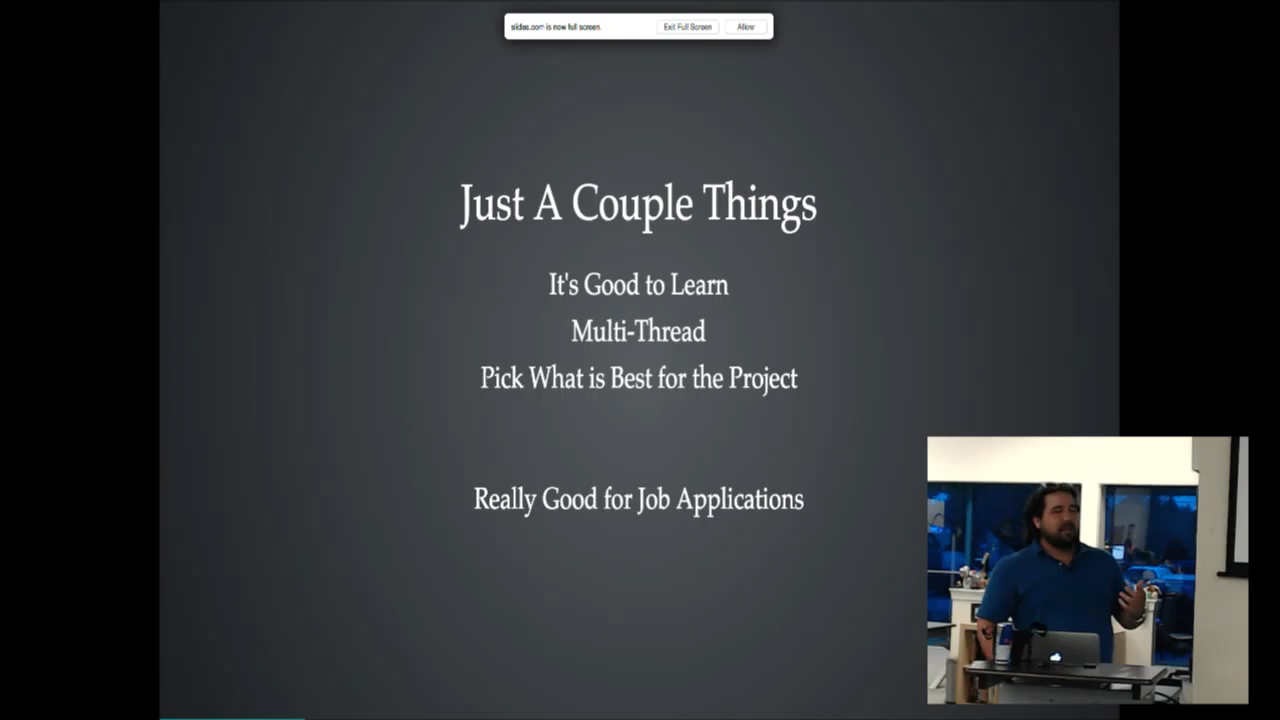 slides.com is now full screen. Exit Full Screen Allow
Just A Couple Things
It's Good to Learn
Multi-Thread
Pick What is Best for the Project
Really Good for Job Applications